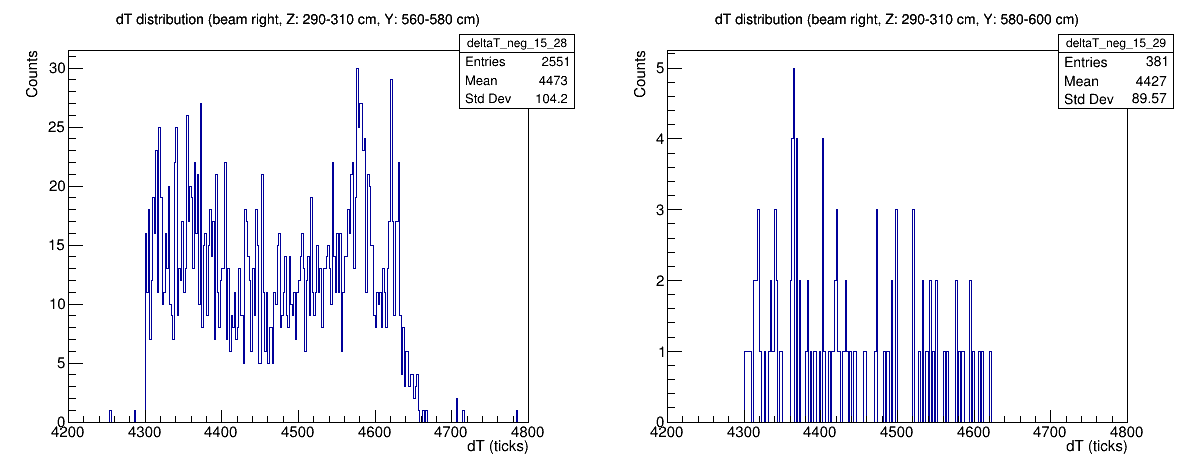 dT distribution (beam right, Z: 290-310 cm, Y: 560-580 cm)
deltaT_neg_15_28
Entries 2551
Mean 4473
Std Dev 104.2
Counts
30
25
20
15
10
5
0
4200 4300 4400 4500 4600 4700 4800
dT (ticks)
dT distribution (beam right, Z: 290-310 cm, Y: 580-600 cm)
deltaT_neg_15_29
Entries 381
Mean 4427
Std Dev 89.57
Counts
5
4
3
2
1
0
4200 4300 4400 4500 4600 4700 4800
dT (ticks)